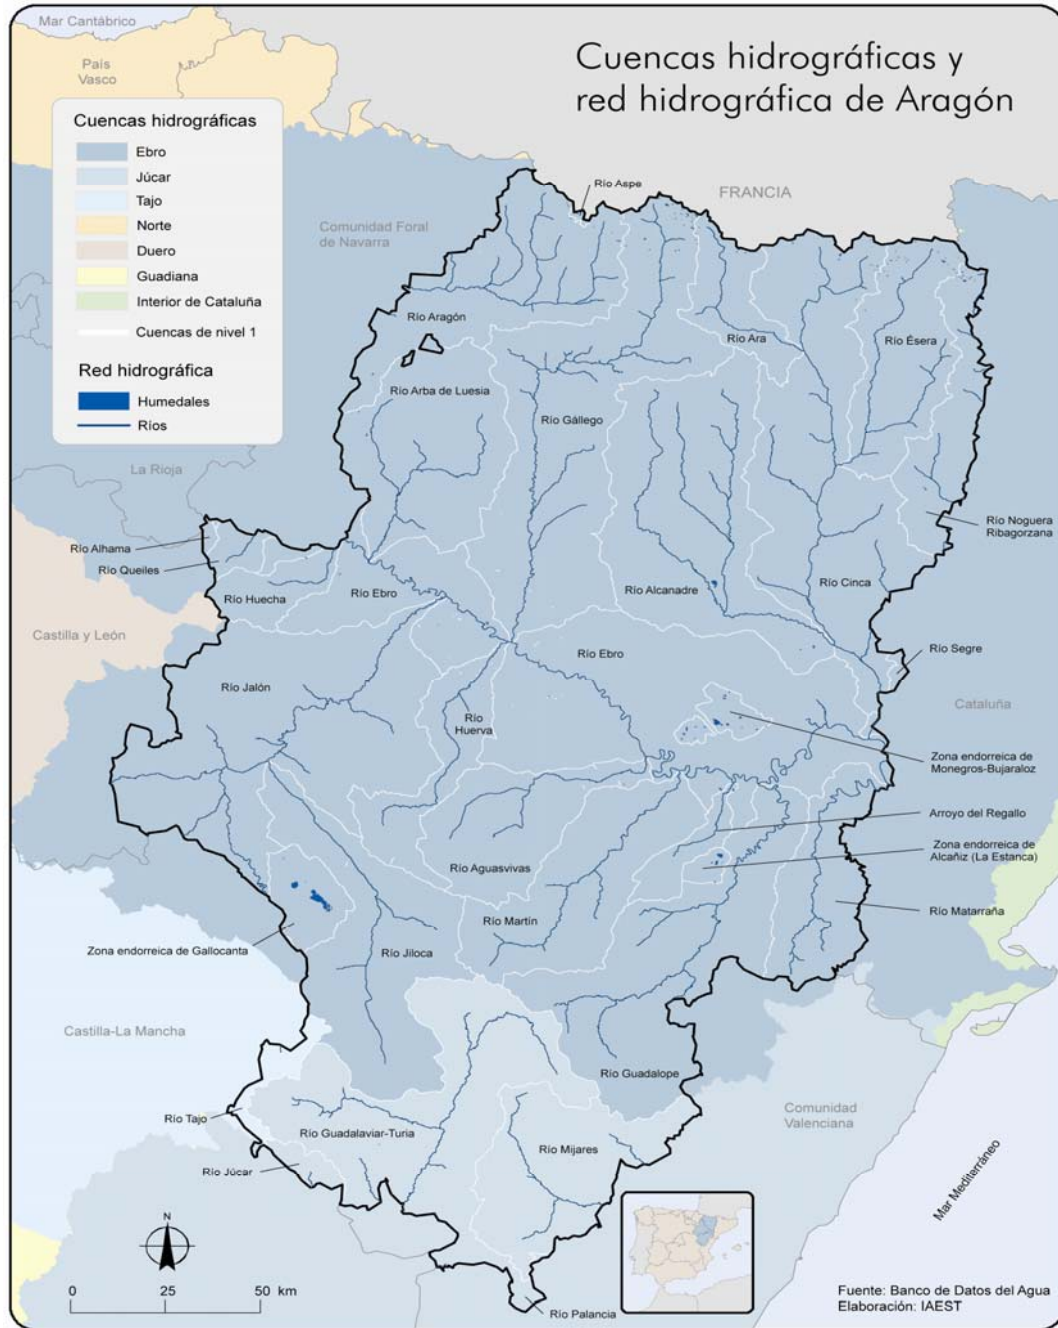 Mar Cantábrico
País
Vasco
Cuencas hidrográficas y
red hidrográfica de Aragón
Cuencas hidrográficas
Ebro
Júcar
Tajo
Norte
Duero
Guadiana
Interior de Cataluña
Cuencas de nivel 1
Red hidrográfica
Humedales
Ríos
Río Aspe
FRANCIA
Comunidad Foral
de Navarra
Río Aragón
Río Ara
Río Ésera
Río Arba de Luesia
Río Gállego
La Rioja
Río Noguera
Ribagorzana
Río Alhama
Río Queiles
Río Huecha
Río Ebro
Río Alcanadre
Río Cinca
Castilla y León
Río Ebro
Río Segre
Río Jalón
Cataluña
Río
Huerva
Zona endorreica de
Monegros-Bujaraloz
Arroyo del Regallo
Zona endorreica de
Alcañiz (La Estanca)
Río Aguasvivas
Río Martín
Río Matarraña
Zona endorreica de Gallocanta
Río Jiloca
Castilla-La Mancha
Río Guadalope
Río Tajo
Comunidad
Valenciana
Río Guadalaviar-Turia
Río Mijares
Río Júcar
Mar Mediterráneo
N
0 25 50 km
Río Palancia
Fuente: Banco de Datos del Agua
Elaboración: IAEST